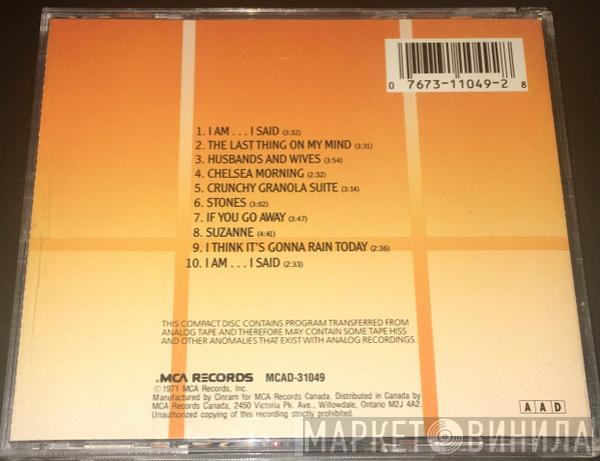 0 7673-11049-2 8
1. I AM . . . I SAID (3:32)
2. THE LAST THING ON MY MIND (3:31)
3. HUSBANDS AND WIVES (3:54)
4. CHELSEA MORNING (2:32)
5. CRUNCHY GRANOLA SUITE (3:14)
6. STONES (3:02)
7. IF YOU GO AWAY (3:47)
8. SUZANNE (4:41)
9. I THINK IT'S GONNA RAIN TODAY (2:36)
10. I AM . . . I SAID (2:33)
THIS COMPACT DISC CONTAINS PROGRAM TRANSFERRED FROM
ANALOG TAPE AND THEREFORE MAY CONTAIN SOME TAPE HISS
AND OTHER ANOMALIES THAT EXIST WITH ANALOG RECORDINGS.
MCA RECORDS MCAD-31049
℗1971 MCA Records, Inc.
Manufactured by Cinram for MCA Records Canada. Distributed in Canada by
MCA Records Canada, 2450 Victoria Pk. Ave., Willowdale, Ontario M2J 4A2.
Unauthorized copying of this recording strictly prohibited.
A A D
МАРКЕТ ВИНИЛА